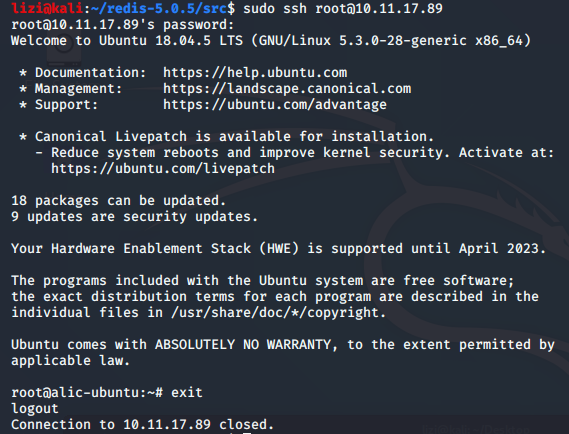 lizi@kali:~/redis-5.0.5/src$ sudo ssh root@10.11.17.89
root@10.11.17.89's password:
Welcome to Ubuntu 18.04.5 LTS (GNU/Linux 5.3.0-28-generic x86_64)
* Documentation:  https://help.ubuntu.com
* Management:     https://landscape.canonical.com
* Support:        https://ubuntu.com/advantage
* Canonical Livepatch is available for installation.
- Reduce system reboots and improve kernel security. Activate at:
https://ubuntu.com/livepatch
18 packages can be updated.
9 updates are security updates.
Your Hardware Enablement Stack (HWE) is supported until April 2023.
The programs included with the Ubuntu system are free software;
the exact distribution terms for each program are described in the
individual files in /usr/share/doc/*/copyright.
Ubuntu comes with ABSOLUTELY NO WARRANTY, to the extent permitted by
applicable law.
root@alic-ubuntu:~# exit
logout
Connection to 10.11.17.89 closed.